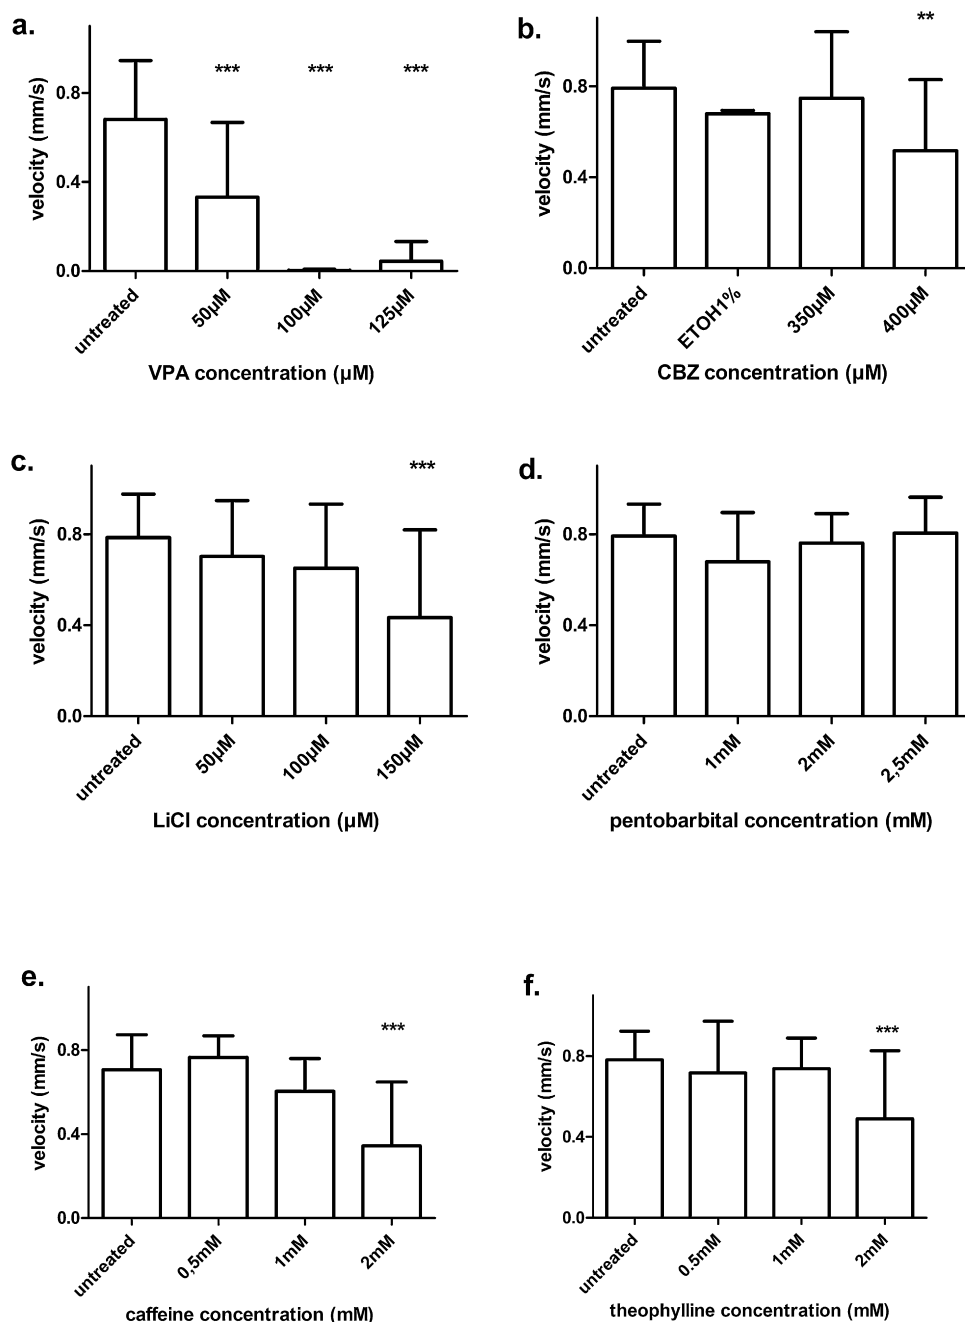 a.
velocity (mm/s)
0.8
0.4
0.0
***
***
***
untreated
50µM
100µM
125µM
VPA concentration (µM)
b.
velocity (mm/s)
0.8
0.4
0.0
**
untreated
ETOH1%
350µM
400µM
CBZ concentration (µM)
c.
velocity (mm/s)
0.8
0.4
0.0
***
untreated
50µM
100µM
150µM
LiCl concentration (µM)
d.
velocity (mm/s)
0.8
0.4
0.0
untreated
1mM
2mM
2,5mM
pentobarbital concentration (mM)
e.
velocity (mm/s)
0.8
0.4
0.0
***
untreated
0,5mM
1mM
2mM
caffeine concentration (mM)
f.
velocity (mm/s)
0.8
0.4
0.0
***
untreated
0.5mM
1mM
2mM
theophylline concentration (mM)